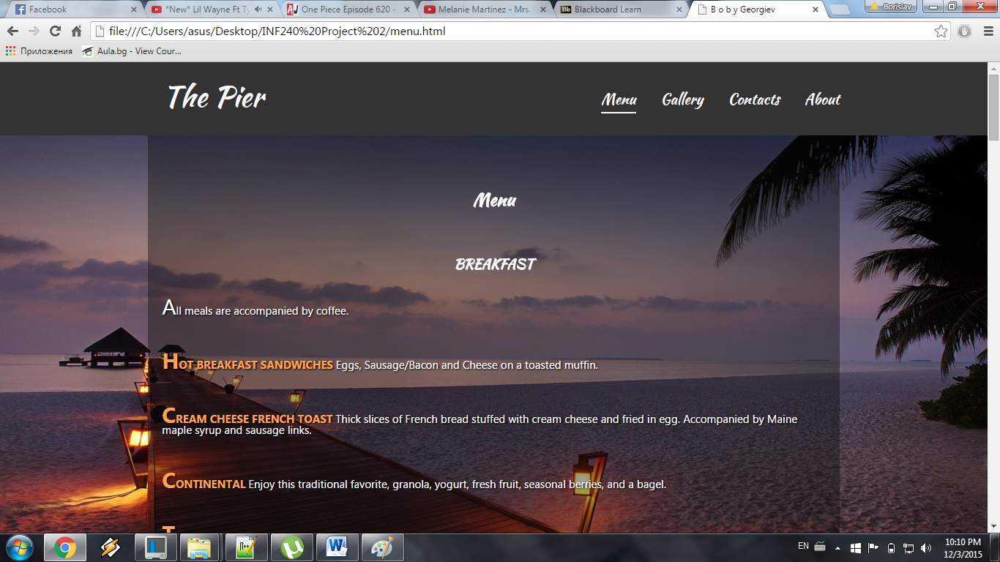 Facebook
*New* Lil Wayne Ft Ty
One Piece Episode 620 -
Melanie Martinez - Mrs.
Blackboard Learn
B o b y Georgiev
Borislav
file:///C:/Users/asus/Desktop/INF240%20Project%202/menu.html
Приложения
Aula.bg - View Cour...
The Pier
Menu Gallery Contacts About
Menu
BREAKFAST
All meals are accompanied by coffee.
HOT BREAKFAST SANDWICHES Eggs, Sausage/Bacon and Cheese on a toasted muffin.
CREAM CHEESE FRENCH TOAST Thick slices of French bread stuffed with cream cheese and fried in egg. Accompanied by Maine
maple syrup and sausage links.
CONTINENTAL Enjoy this traditional favorite, granola, yogurt, fresh fruit, seasonal berries, and a bagel.
EN
10:10 PM
12/3/2015